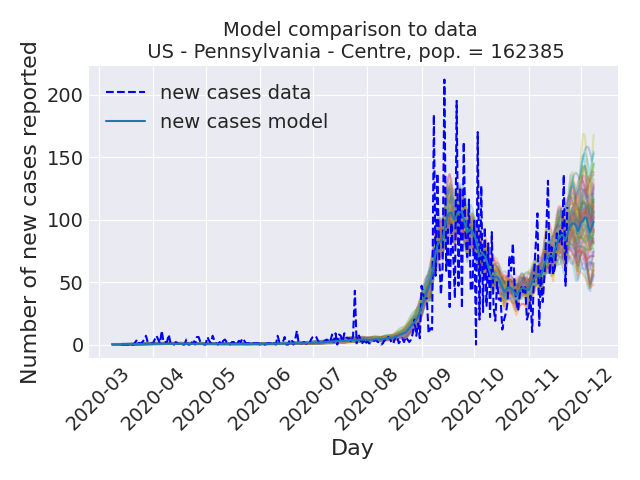 Model comparison to data
US - Pennsylvania - Centre, pop. = 162385
new cases data
new cases model
Number of new cases reported
200
150
100
50
0
2020-03
2020-04
2020-05
2020-06
2020-07
2020-08
2020-09
2020-10
2020-11
2020-12
Day